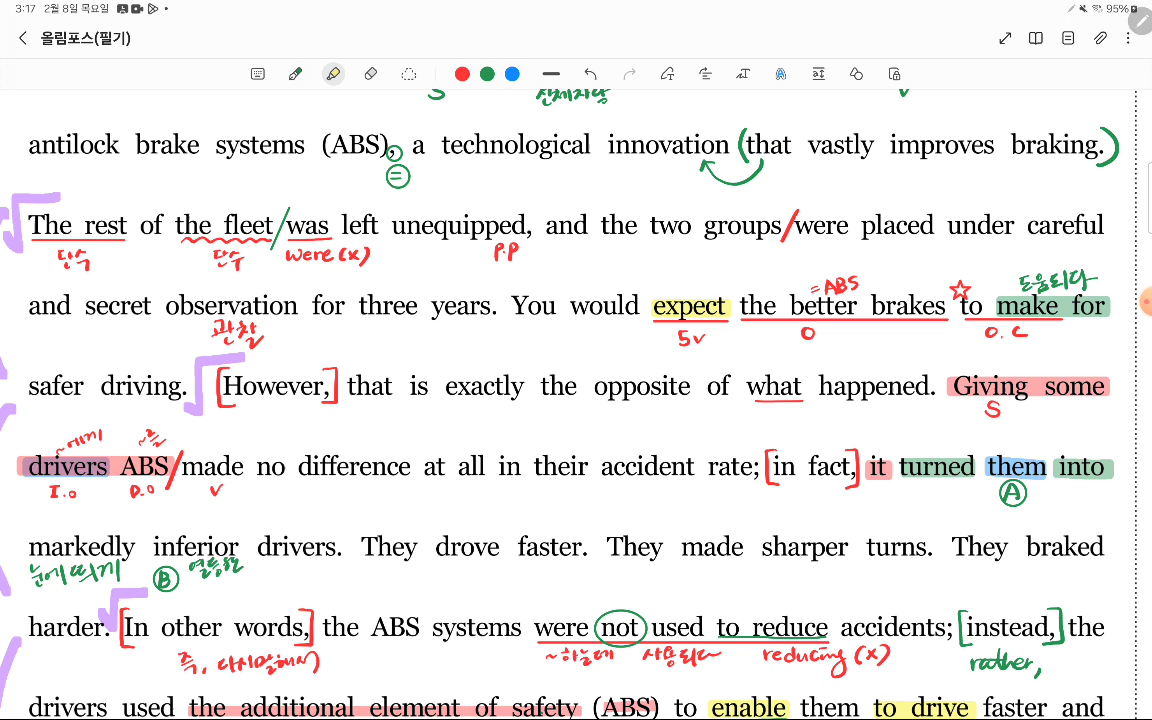 3:17 2월 8일 목요일 95%
올림포스(필기)
S V
antilock brake systems (ABS), a technological innovation (that vastly improves braking.)
=
The rest of the fleet/was left unequipped, and the two groups/were placed under careful
단수 단수 were(x) P.P
=ABS ☆ 도움되다
and secret observation for three years. You would expect the better brakes to make for
관찰 5v O O.C
safer driving. [However,] that is exactly the opposite of what happened. Giving some
S
~에게 ~를
drivers ABS/made no difference at all in their accident rate; [in fact,] it turned them into
I.O D.O V A
markedly inferior drivers. They drove faster. They made sharper turns. They braked
눈에 띄게 B 열등한
harder. [In other words,] the ABS systems were not used to reduce accidents; [instead,] the
즉, 다시말해서 ~하는데 사용되다 reducing (x) rather,
drivers used the additional element of safety (ABS) to enable them to drive faster and